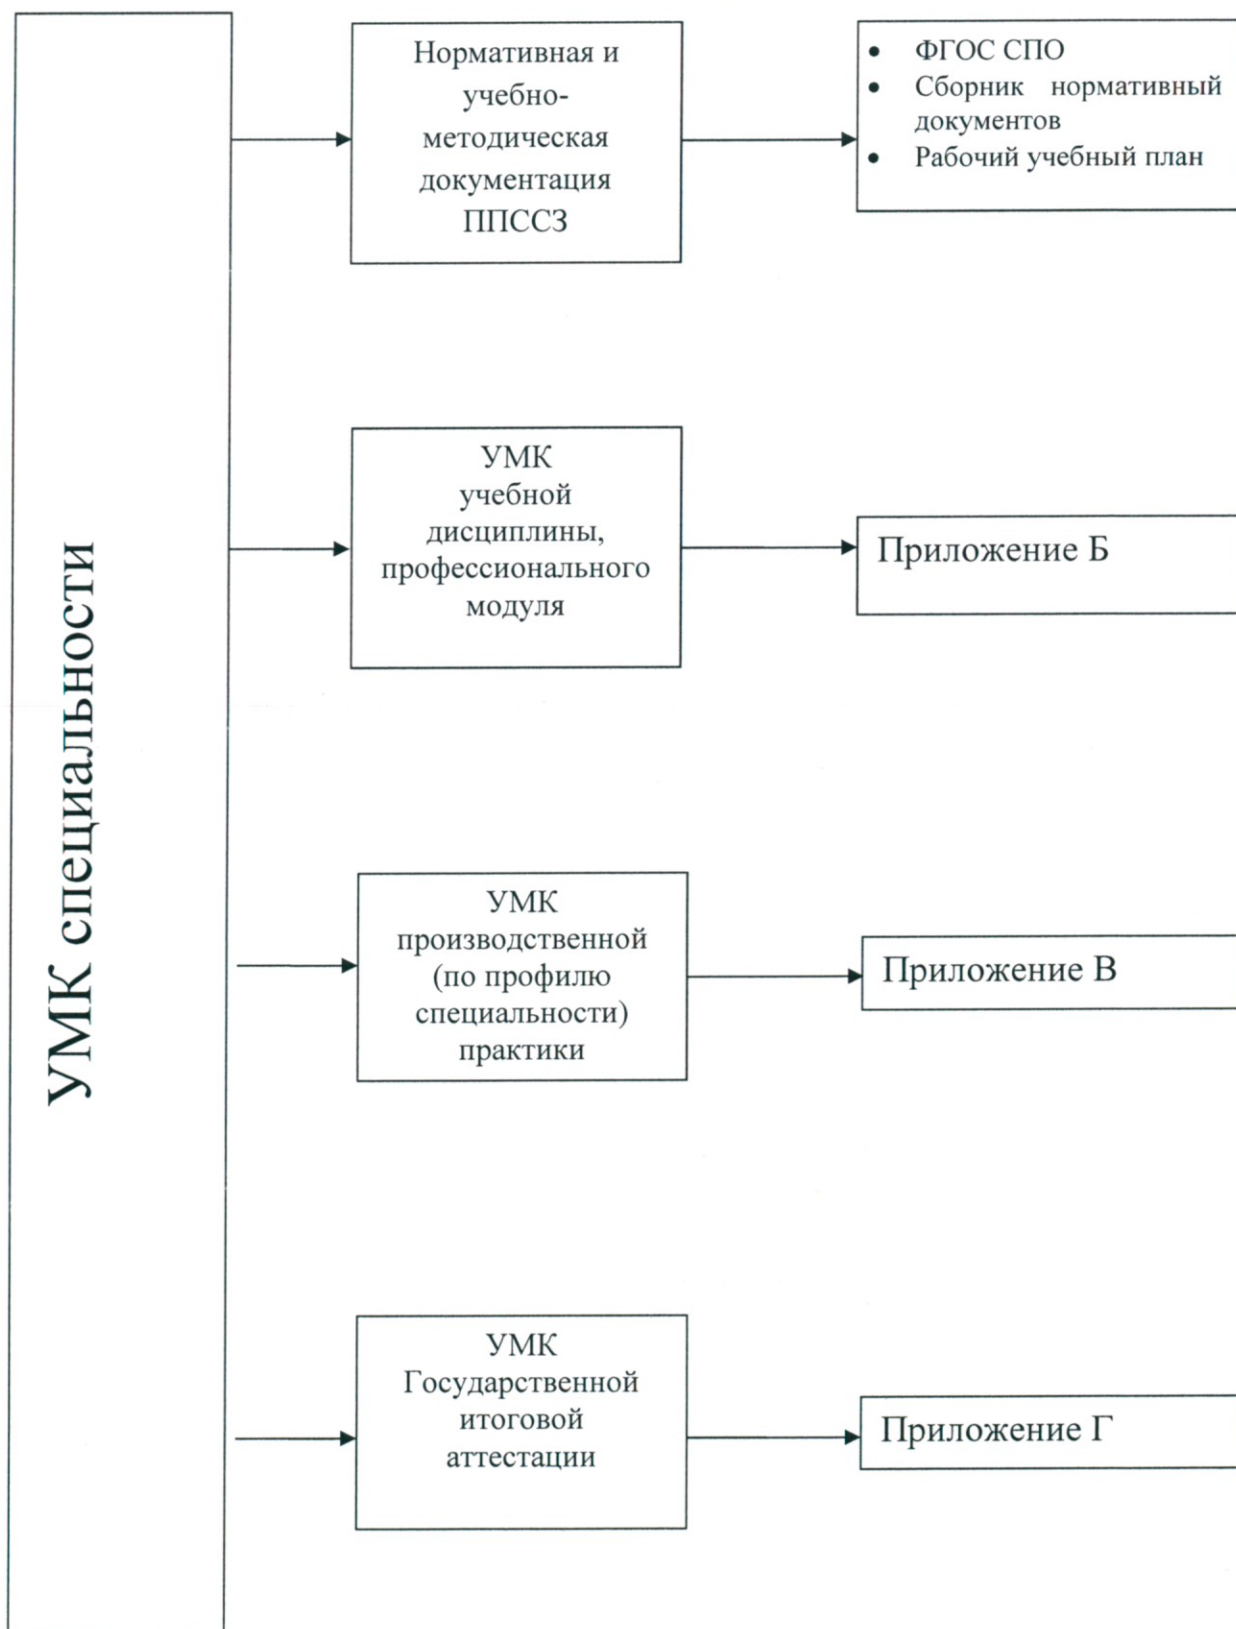 УМК специальности
Нормативная и
учебно-
методическая
документация
ППССЗ
• ФГОС СПО
• Сборник нормативный
документов
• Рабочий учебный план
УМК
учебной
дисциплины,
профессионального
модуля
Приложение Б
УМК
производственной
(по профилю
специальности)
практики
Приложение В
УМК
Государственной
итоговой
аттестации
Приложение Г